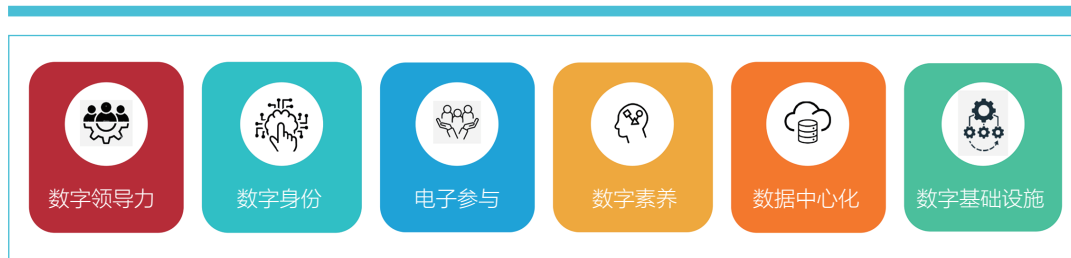 数字领导力
数字身份
电子参与
数字素养
数据中心化
数字基础设施